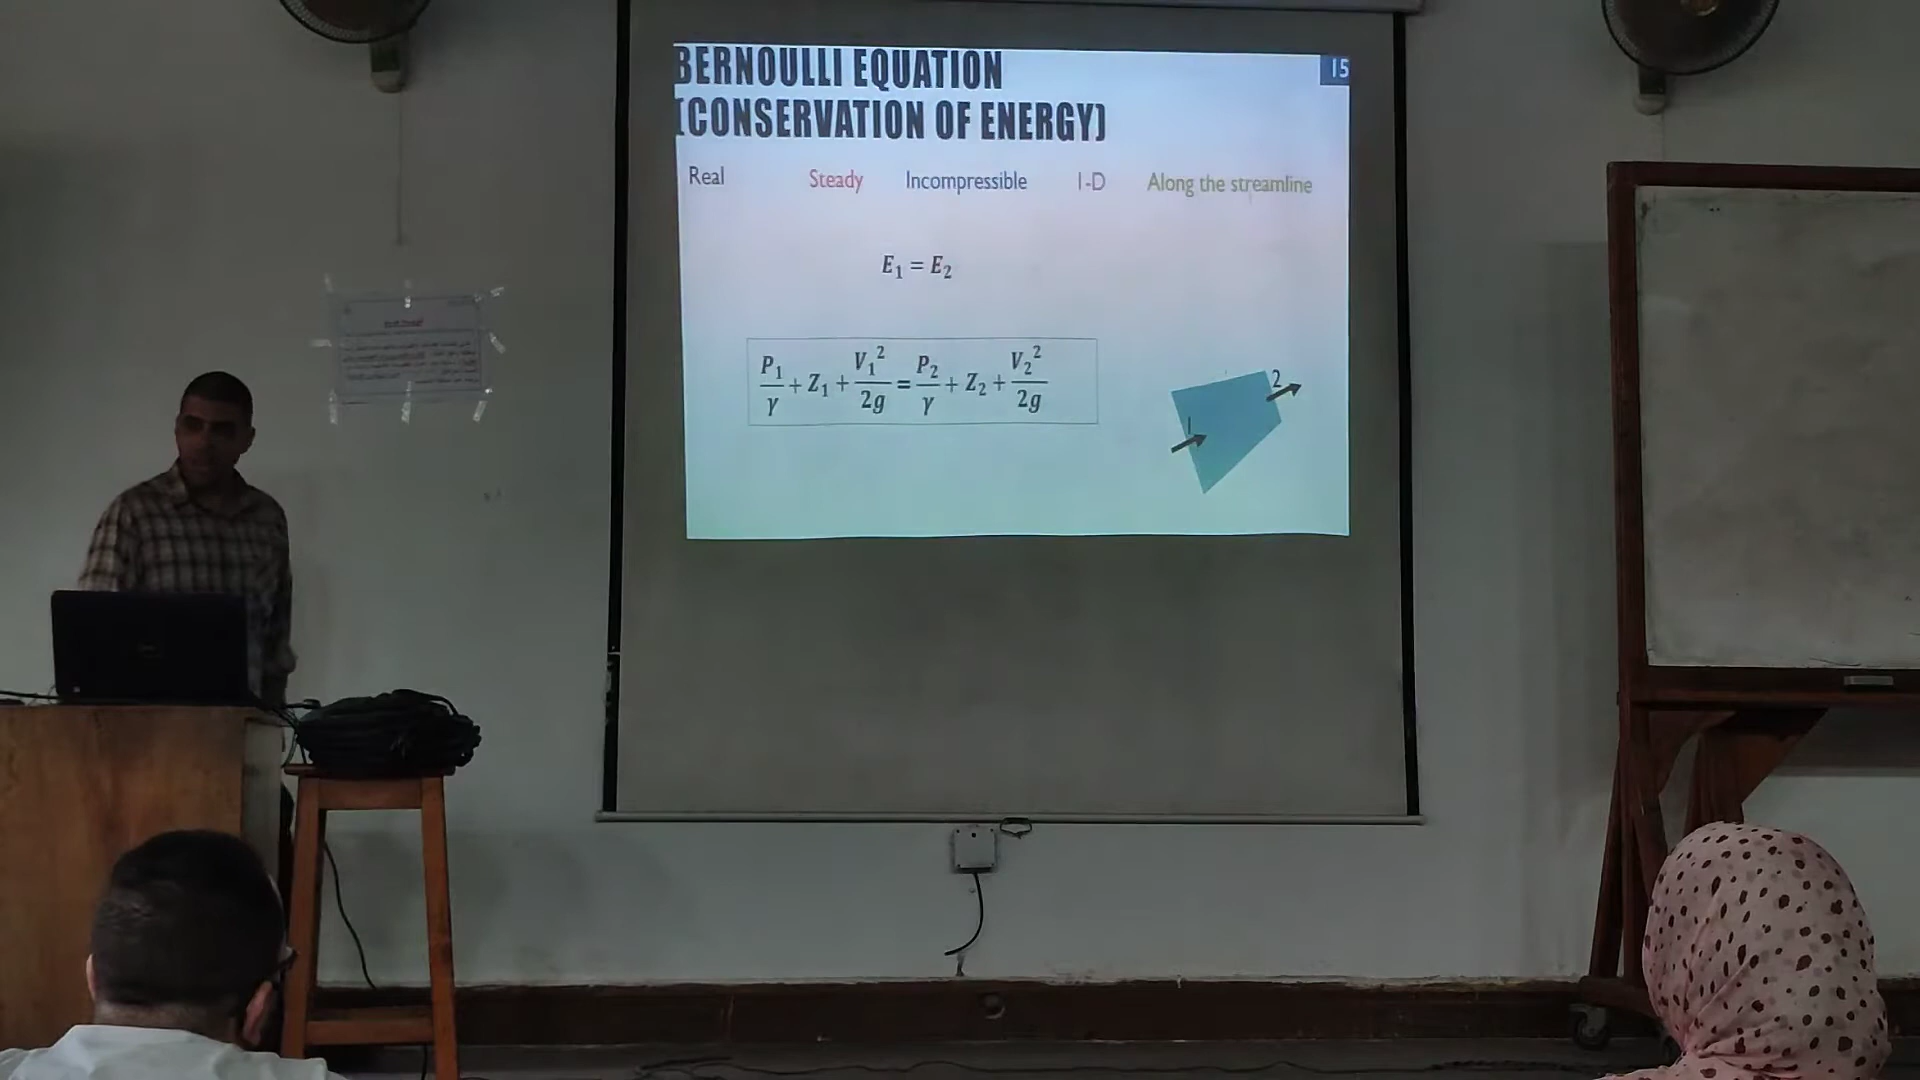 BERNOULLI EQUATION
(CONSERVATION OF ENERGY)
15
Real Steady Incompressible 1-D Along the streamline
E₁ = E₂
P₁/γ + Z₁ + V₁²/2g = P₂/γ + Z₂ + V₂²/2g
2
1